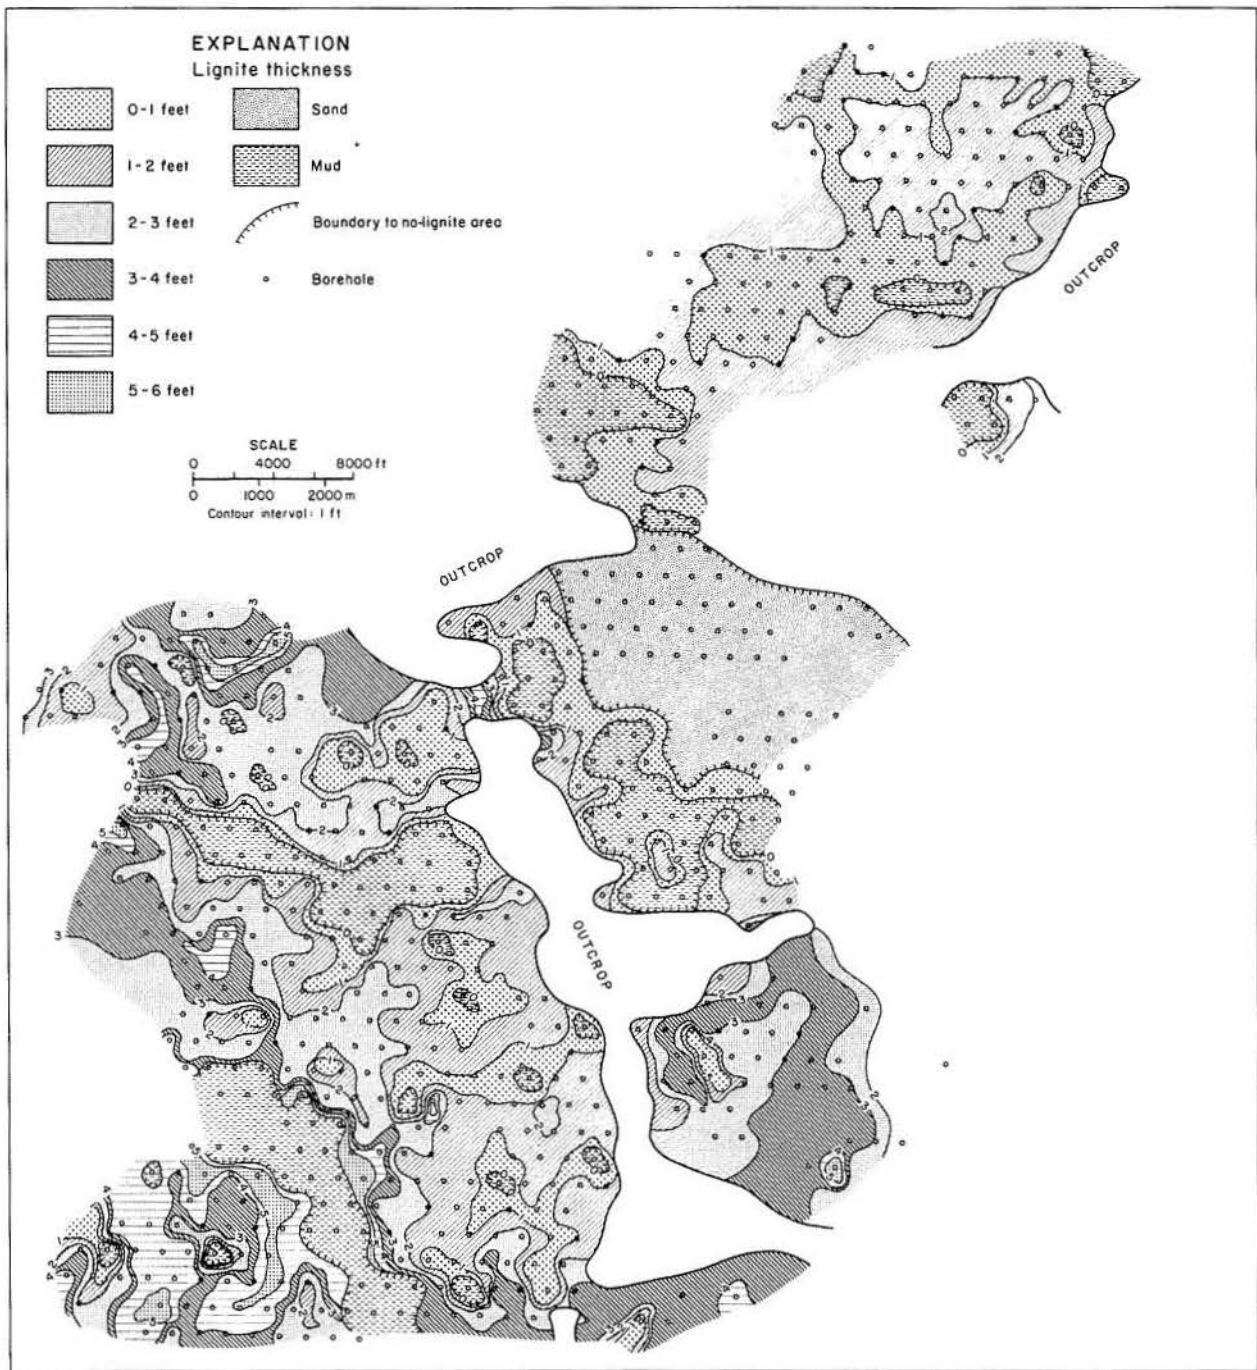 EXPLANATION
Lignite thickness
0-1 feet
Sand
1-2 feet
Mud
2-3 feet
Boundary to no-lignite area
3-4 feet
Borehole
4-5 feet
5-6 feet
SCALE
0 4000 8000 ft
0 1000 2000 m
Contour interval: 1 ft
OUTCROP
OUTCROP
OUTCROP